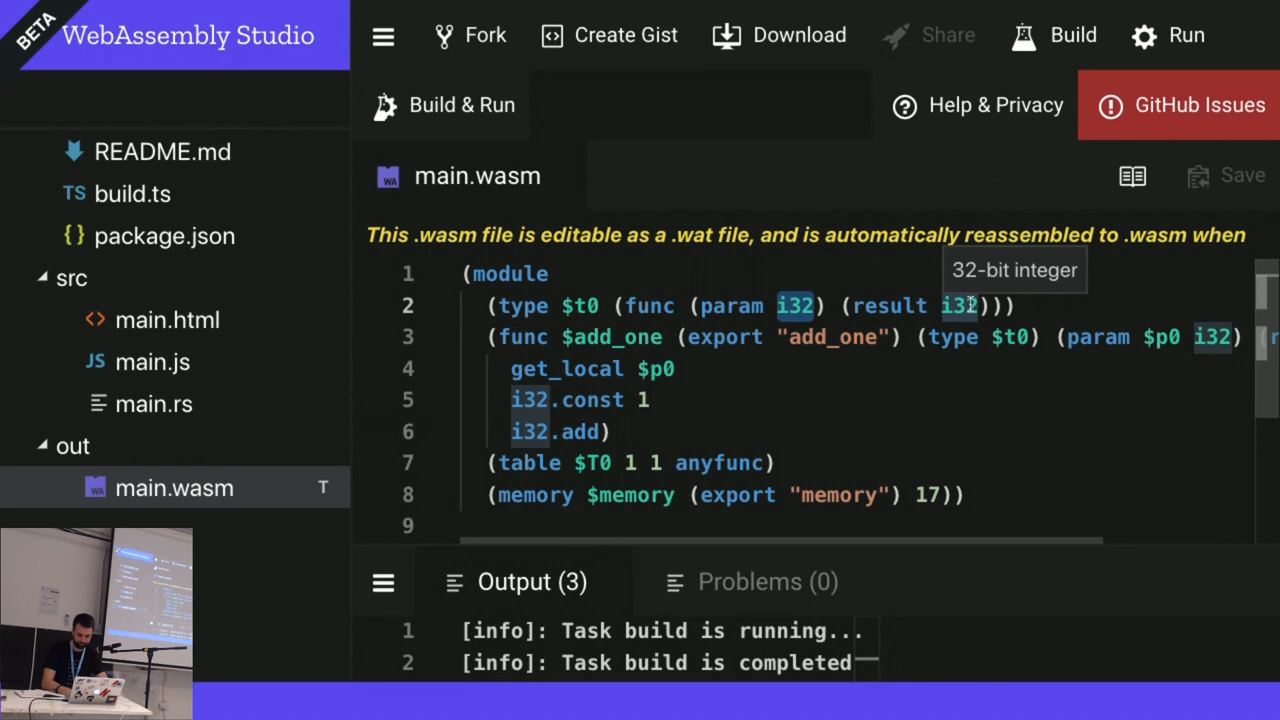 BETA
WebAssembly Studio
Fork
Create Gist
Download
Share
Build
Run
Build & Run
Help & Privacy
GitHub Issues
README.md
TS build.ts
{} package.json
src
<> main.html
JS main.js
main.rs
out
WA main.wasm T
WA main.wasm
Save
This .wasm file is editable as a .wat file, and is automatically reassembled to .wasm when
32-bit integer
1 (module
2 (type $t0 (func (param i32) (result i32)))
3 (func $add_one (export "add_one") (type $t0) (param $p0 i32) (r
4 get_local $p0
5 i32.const 1
6 i32.add)
7 (table $T0 1 1 anyfunc)
8 (memory $memory (export "memory") 17))
9
Output (3)
Problems (0)
1 [info]: Task build is running...
2 [info]: Task build is completed